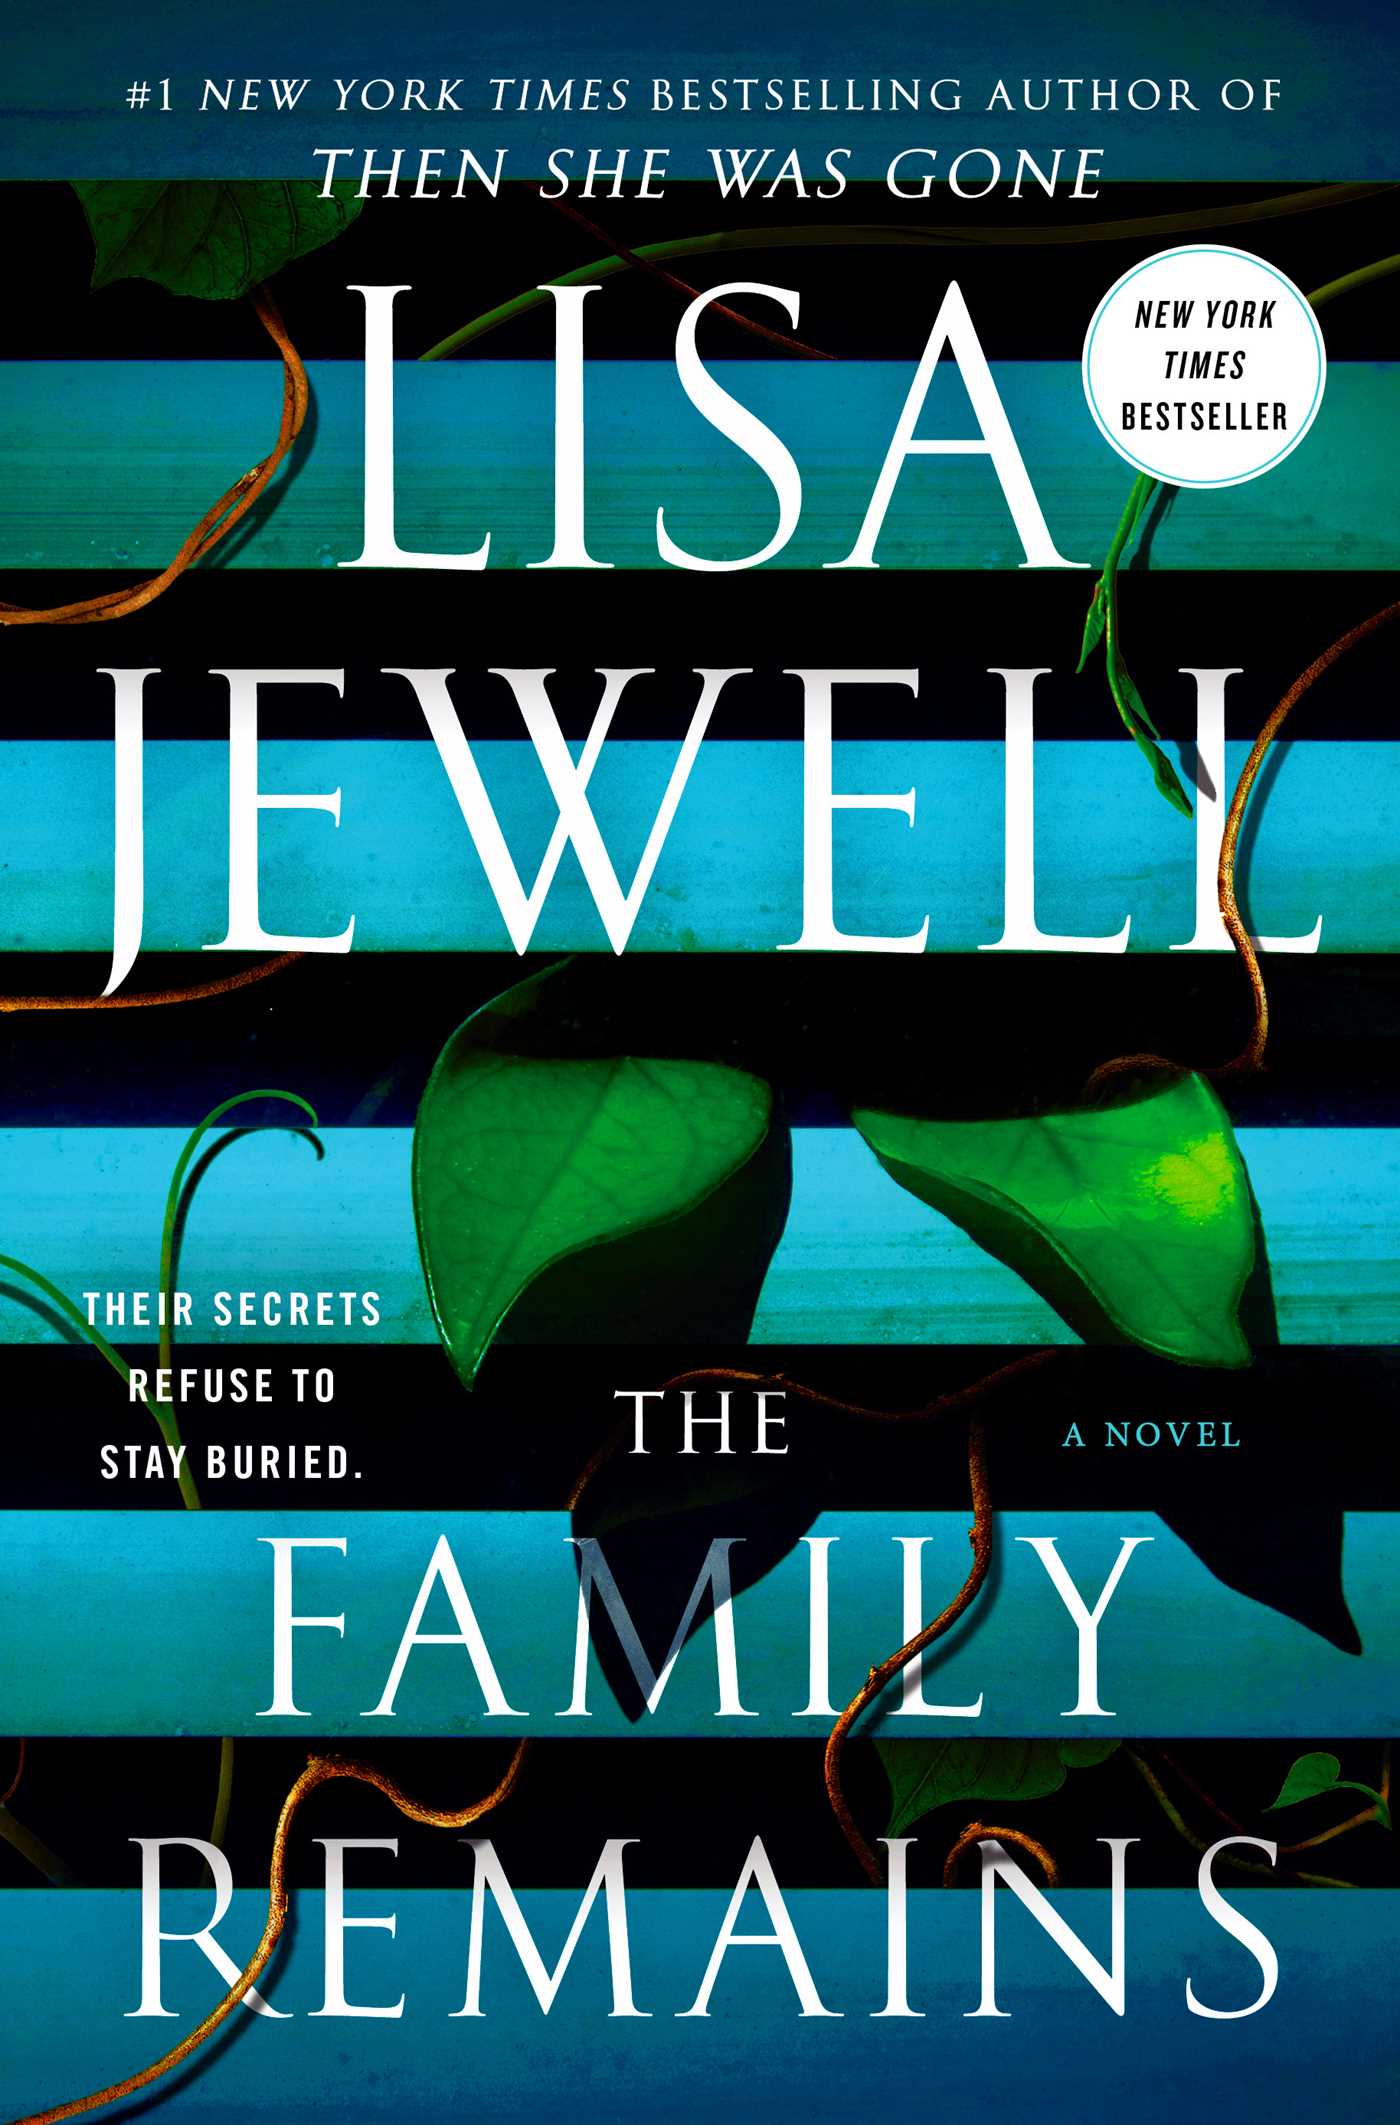 #1 NEW YORK TIMES BESTSELLING AUTHOR OF
THEN SHE WAS GONE
LISA
NEW YORK
TIMES
BESTSELLER
JEWELL
THEIR SECRETS
REFUSE TO
STAY BURIED.
THE
A NOVEL
FAMILY
REMAINS